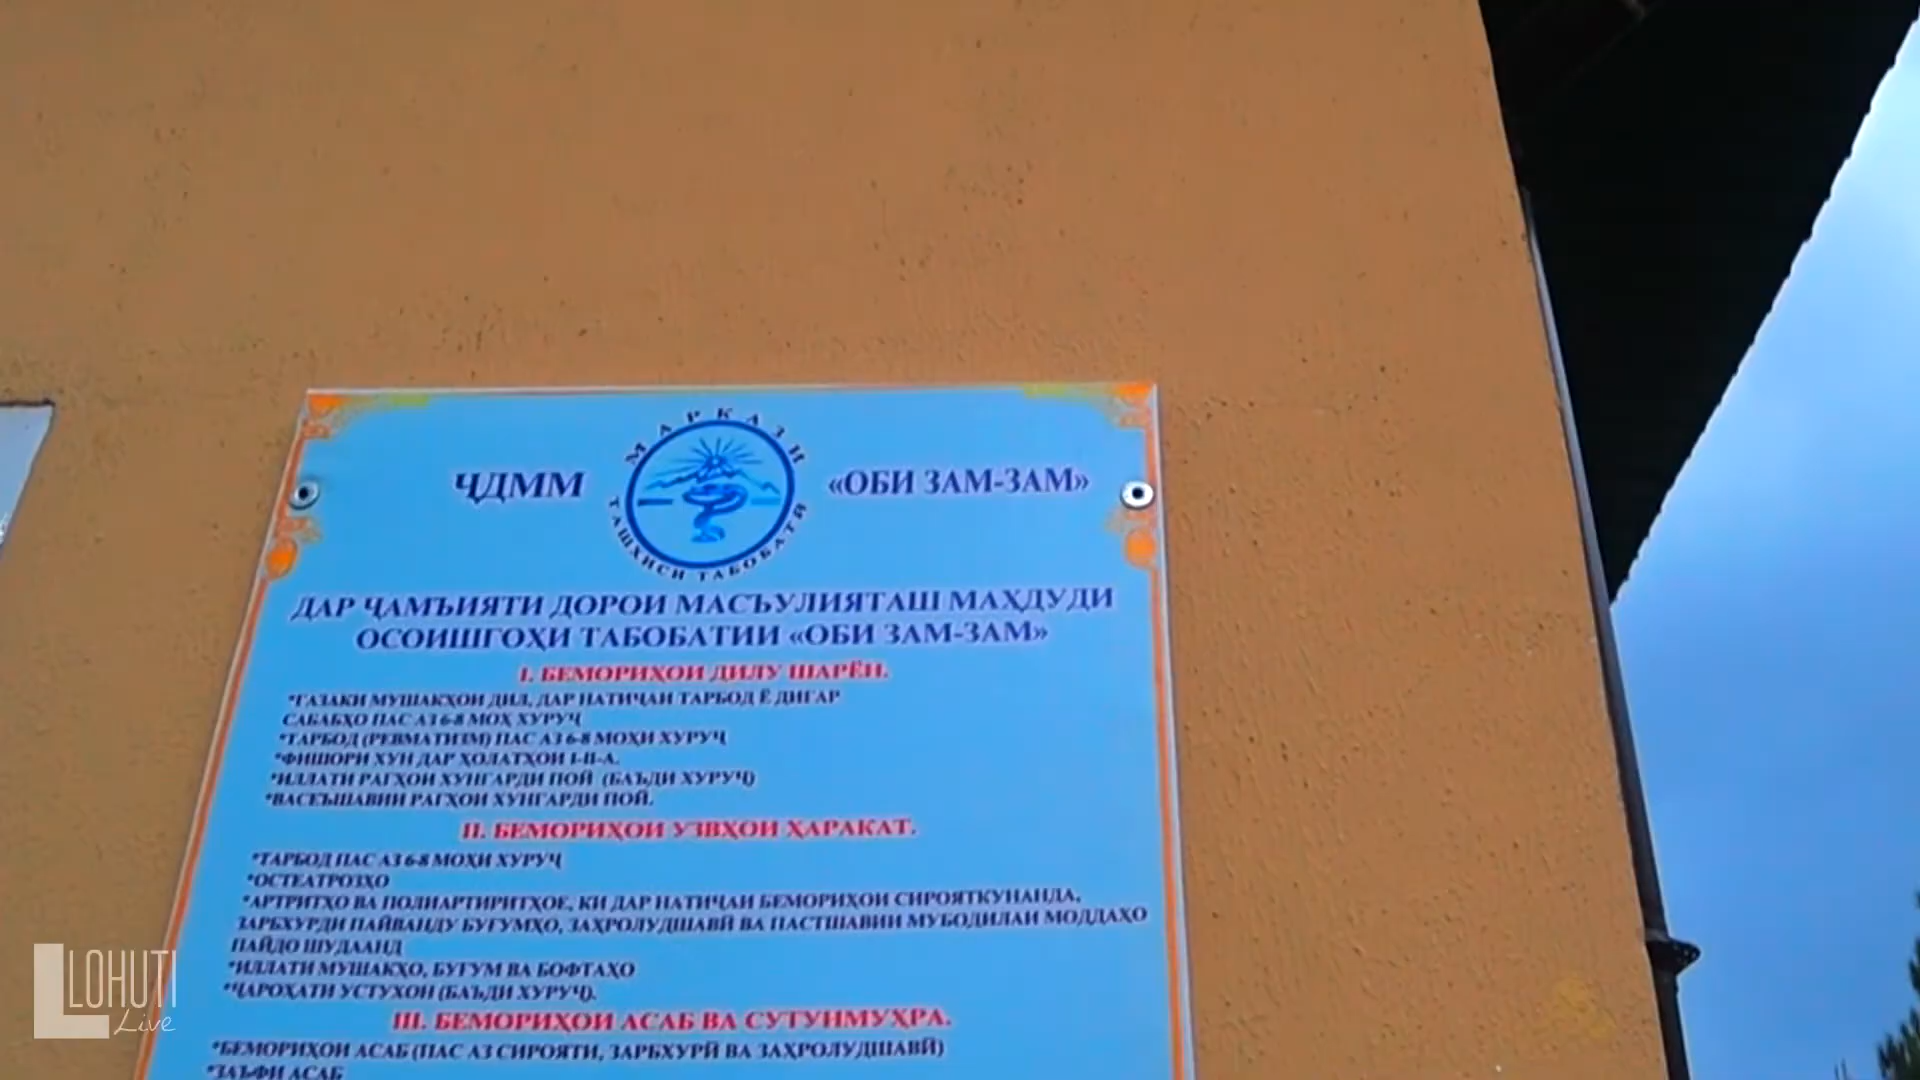 МАРКАЗИ
ҶДММ «ОБИ ЗАМ-ЗАМ»
ТАШХИСИ ТАБОБАТӢ
ДАР ҶАМЪИЯТИ ДОРОИ МАСЪУЛИЯТАШ МАҲДУДИ
ОСОИШГОҲИ ТАБОБАТИИ «ОБИ ЗАМ-ЗАМ»
I. БЕМОРИҲОИ ДИЛУ ШАРЁН.
*ГАЗАКИ МУШАКҲОИ ДИЛ, ДАР НАТИҶАИ ТАРБОД Ё ДИГАР
САБАБҲО ПАС АЗ 6-8 МОҲ ХУРУҶ
*ТАРБОД (РЕВМАТИЗМ) ПАС АЗ 6-8 МОҲИ ХУРУҶ
*ФИШОРИ ХУН ДАР ҲОЛАТҲОИ I-II-А.
*ИЛЛАТИ РАГҲОИ ХУНГАРДИ ПОЙ (БАЪДИ ХУРУҶ)
*ВАСЕЪШАВИИ РАГҲОИ ХУНГАРДИ ПОЙ.
II. БЕМОРИҲОИ УЗВҲОИ ҲАРАКАТ.
*ТАРБОД ПАС АЗ 6-8 МОҲИ ХУРУҶ
*ОСТЕАТРОЗҲО
*АРТРИТҲО ВА ПОЛИАРТИРИТҲОЕ, КИ ДАР НАТИҶАИ БЕМОРИҲОИ СИРОЯТКУНАНДА,
ЗАРБХУРДИ ПАЙВАНДУ БУГУМҲО, ЗАҲРОЛУДШАВӢ ВА ПАСТШАВИИ МУБОДИЛАИ МОДДАҲО
ПАЙДО ШУДААНД
*ИЛЛАТИ МУШАКҲО, БУГУМ ВА БОФТАҲО
*ҶАРОҲАТИ УСТУХОН (БАЪДИ ХУРУҶ).
III. БЕМОРИҲОИ АСАБ ВА СУТУНМУҲРА.
*БЕМОРИҲОИ АСАБ (ПАС АЗ СИРОЯТИ, ЗАРБХУРӢ ВА ЗАҲРОЛУДШАВӢ)
*ЗАЪФИ АСАБ
LOHUTI
Live